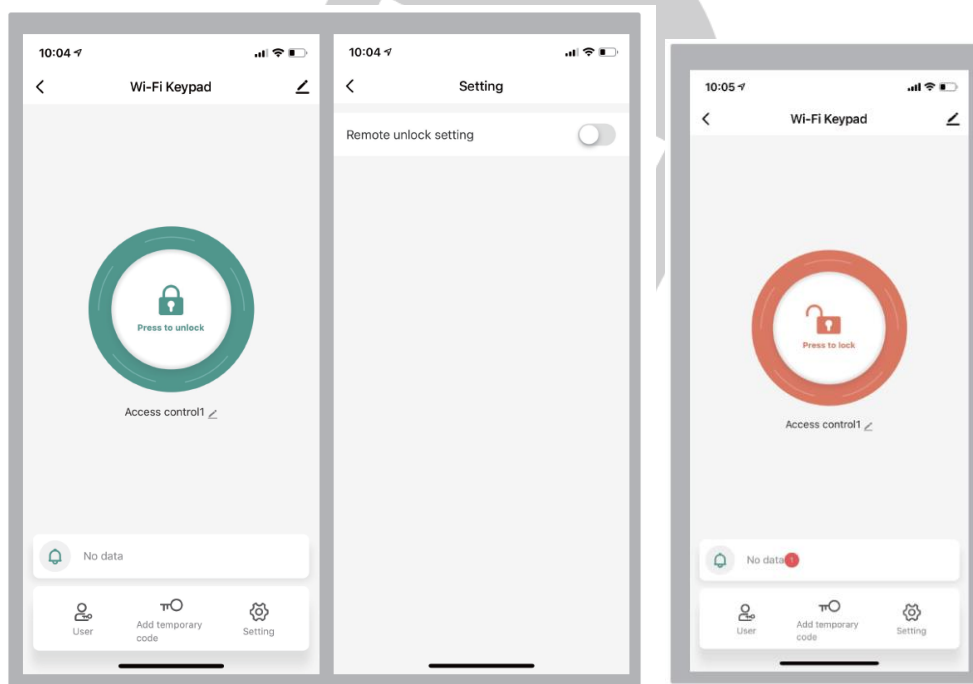 10:04
Wi-Fi Keypad
Press to unlock
Access control1
No data
User
Add temporary
code
Setting
10:04
Setting
Remote unlock setting
10:05
Wi-Fi Keypad
Press to lock
Access control1
No data 1
User
Add temporary
code
Setting